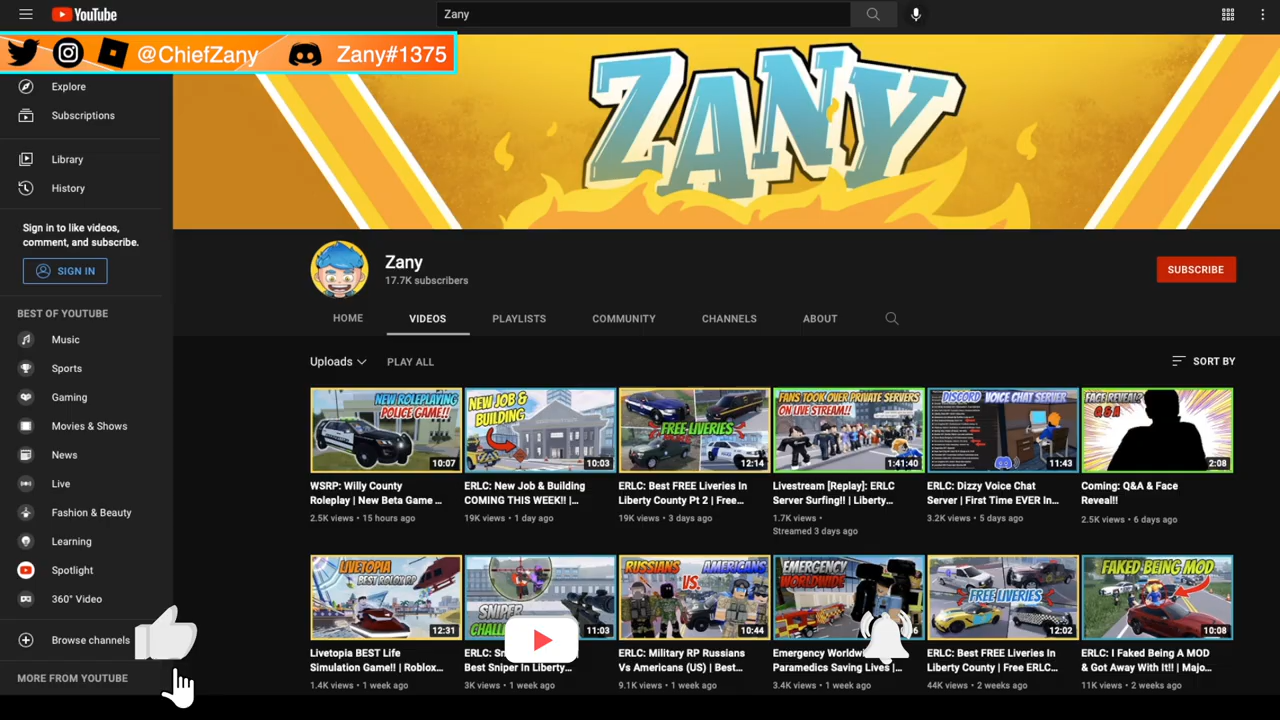 YouTube
Zany
@ChiefZany
Zany#1375
ZANY
Explore
Subscriptions
Library
History
Sign in to like videos,
comment, and subscribe.
SIGN IN
BEST OF YOUTUBE
Music
Sports
Gaming
Movies & Shows
News
Live
Fashion & Beauty
Learning
Spotlight
360° Video
Browse channels
MORE FROM YOUTUBE
Zany
17.7K subscribers
SUBSCRIBE
HOME
VIDEOS
PLAYLISTS
COMMUNITY
CHANNELS
ABOUT
Uploads
PLAY ALL
SORT BY
NEW ROLEPLAYING
POLICE GAME!!
10:07
WSRP: Willy County
Roleplay | New Beta Game ...
2.5K views • 15 hours ago
NEW JOB &
BUILDING
10:03
ERLC: New Job & Building
COMING THIS WEEK!! |...
19K views • 1 day ago
FREE LIVERIES
12:14
ERLC: Best FREE Liveries In
Liberty County Pt 2 | Free...
19K views • 3 days ago
FANS TOOK OVER PRIVATE SERVERS
ON LIVE STREAM!!
1:41:40
Livestream [Replay]: ERLC
Server Surfing!! | Liberty...
1.7K views •
Streamed 3 days ago
DISCORD VOICE CHAT
SERVER
11:43
ERLC: Dizzy Voice Chat
Server | First Time EVER In...
3.2K views • 5 days ago
FACE REVEAL?
Q&A
2:08
Coming: Q&A & Face
Reveal!!
2.5K views • 6 days ago
LIVETOPIA
BEST ROLOX RP
12:31
Livetopia BEST Life
Simulation Game!! | Roblox...
1.4K views • 1 week ago
SNIPER
11:03
ERLC:
Best Sniper In Liberty...
3K views • 1 week ago
RUSSIANS AMERICANS
VS.
10:44
ERLC: Military RP Russians
Vs Americans (US) | Best...
9.1K views • 1 week ago
EMERGENCY
WORLDWIDE
Emergency
Paramedics Saving Lives |...
3.4K views • 1 week ago
FREE LIVERIES
12:02
ERLC: Best FREE Liveries In
Liberty County | Free ERLC...
44K views • 2 weeks ago
FAKED BEING MOD
10:08
ERLC: I Faked Being A MOD
& Got Away With It!! | Majo...
11K views • 2 weeks ago